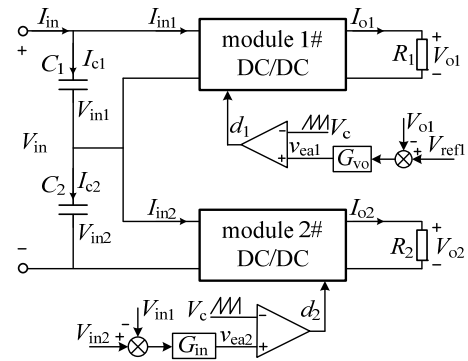 I_in I_in1 module 1# DC/DC I_o1
+ C_1 I_c1 R_1 + V_o1 −
V_in1 d_1 V_c V_o1
V_in − + v_ea1 G_vo − + V_ref1
C_2 I_c2 I_in2 I_o2
− V_in2 module 2# DC/DC R_2 + V_o2 −
V_in1 V_c d_2
V_in2 + − G_in v_ea2 − +